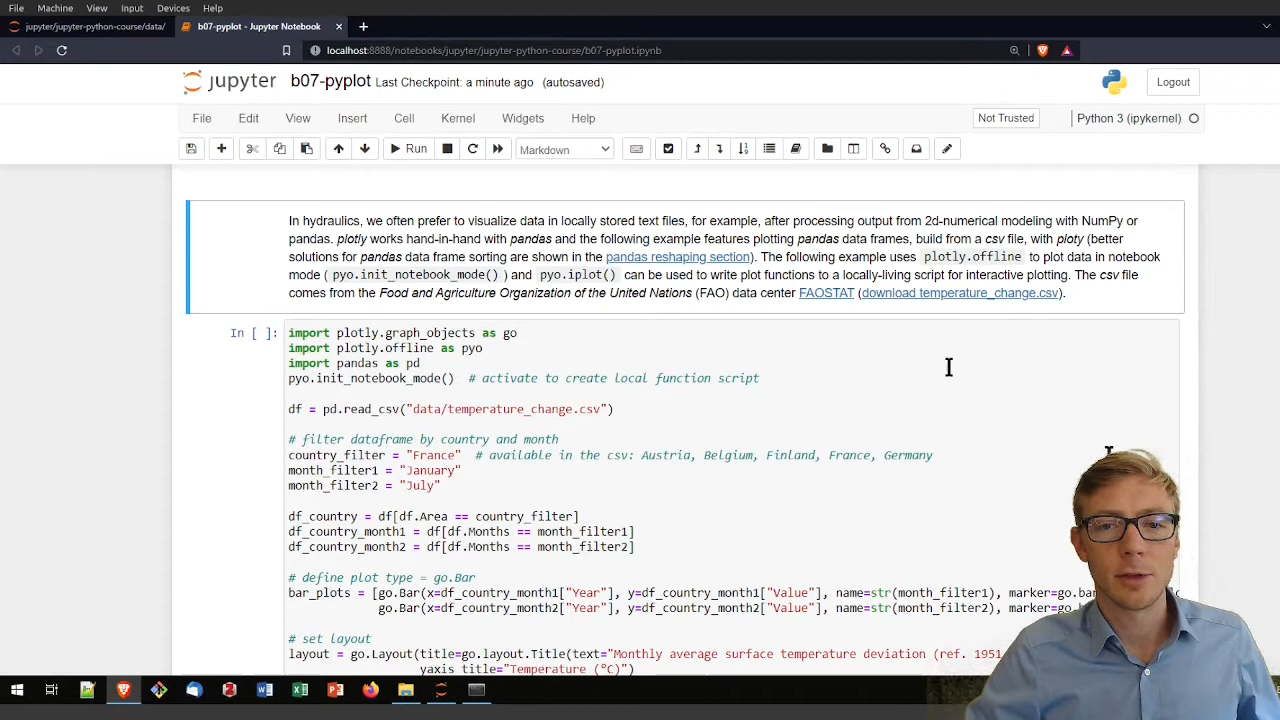 File Machine View Input Devices Help
jupyter/jupyter-python-course/data/ b07-pyplot - Jupyter Notebook
localhost:8888/notebooks/jupyter/jupyter-python-course/b07-pyplot.ipynb
jupyter b07-pyplot Last Checkpoint: a minute ago (autosaved) Logout
File Edit View Insert Cell Kernel Widgets Help Not Trusted Python 3 (ipykernel)
Run Markdown
In hydraulics, we often prefer to visualize data in locally stored text files, for example, after processing output from 2d-numerical modeling with NumPy or
pandas. plotly works hand-in-hand with pandas and the following example features plotting pandas data frames, build from a csv file, with ploty (better
solutions for pandas data frame sorting are shown in the pandas reshaping section). The following example uses plotly.offline to plot data in notebook
mode ( pyo.init_notebook_mode() ) and pyo.iplot() can be used to write plot functions to a locally-living script for interactive plotting. The csv file
comes from the Food and Agriculture Organization of the United Nations (FAO) data center FAOSTAT (download temperature_change.csv).
In [ ]: import plotly.graph_objects as go
import plotly.offline as pyo
import pandas as pd
pyo.init_notebook_mode() # activate to create local function script
df = pd.read_csv("data/temperature_change.csv")
# filter dataframe by country and month
country_filter = "France" # available in the csv: Austria, Belgium, Finland, France, Germany
month_filter1 = "January"
month_filter2 = "July"
df_country = df[df.Area == country_filter]
df_country_month1 = df[df.Months == month_filter1]
df_country_month2 = df[df.Months == month_filter2]
# define plot type = go.Bar
bar_plots = [go.Bar(x=df_country_month1["Year"], y=df_country_month1["Value"], name=str(month_filter1), marker=go.bar
go.Bar(x=df_country_month2["Year"], y=df_country_month2["Value"], name=str(month_filter2), marker=go.b
# set layout
layout = go.Layout(title=go.layout.Title(text="Monthly average surface temperature deviation (ref. 1951
yaxis_title="Temperature (°C)")